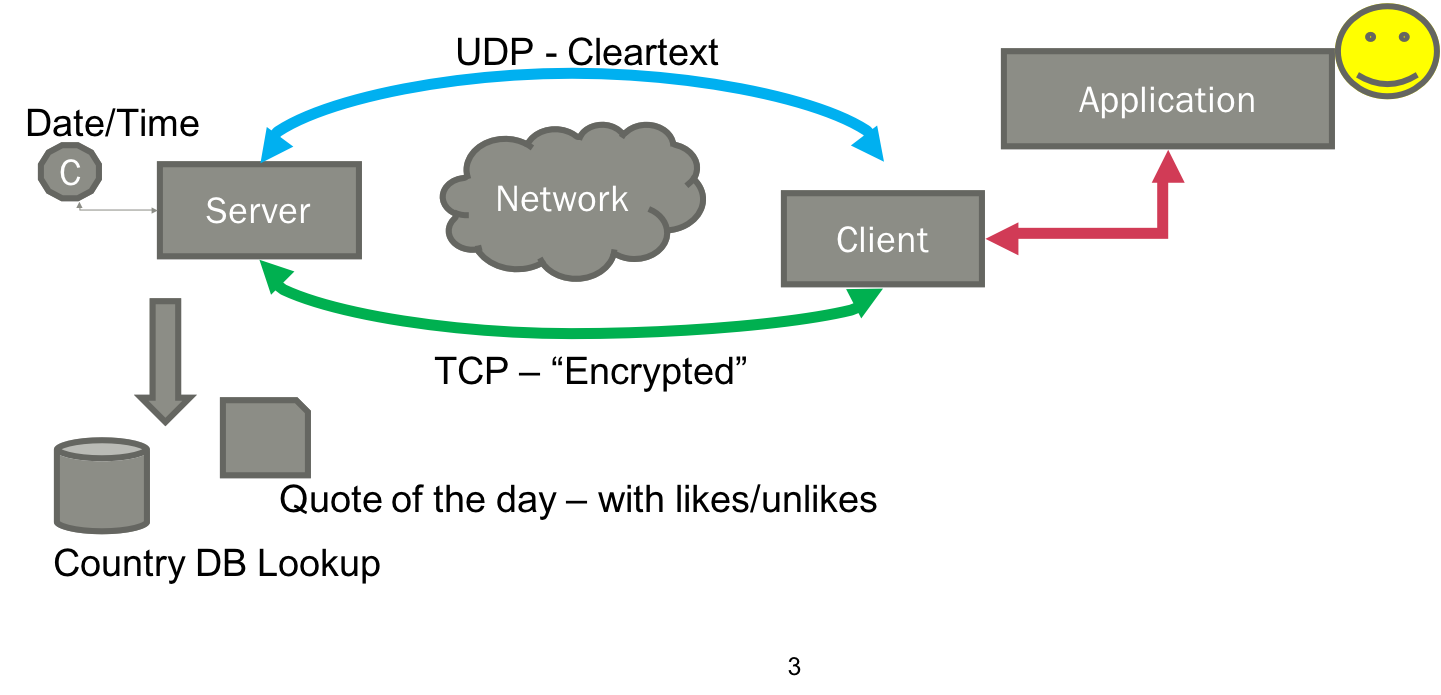 UDP - Cleartext
Application
Date/Time
C
Server
Network
Client
TCP – “Encrypted”
Quote of the day – with likes/unlikes
Country DB Lookup
3